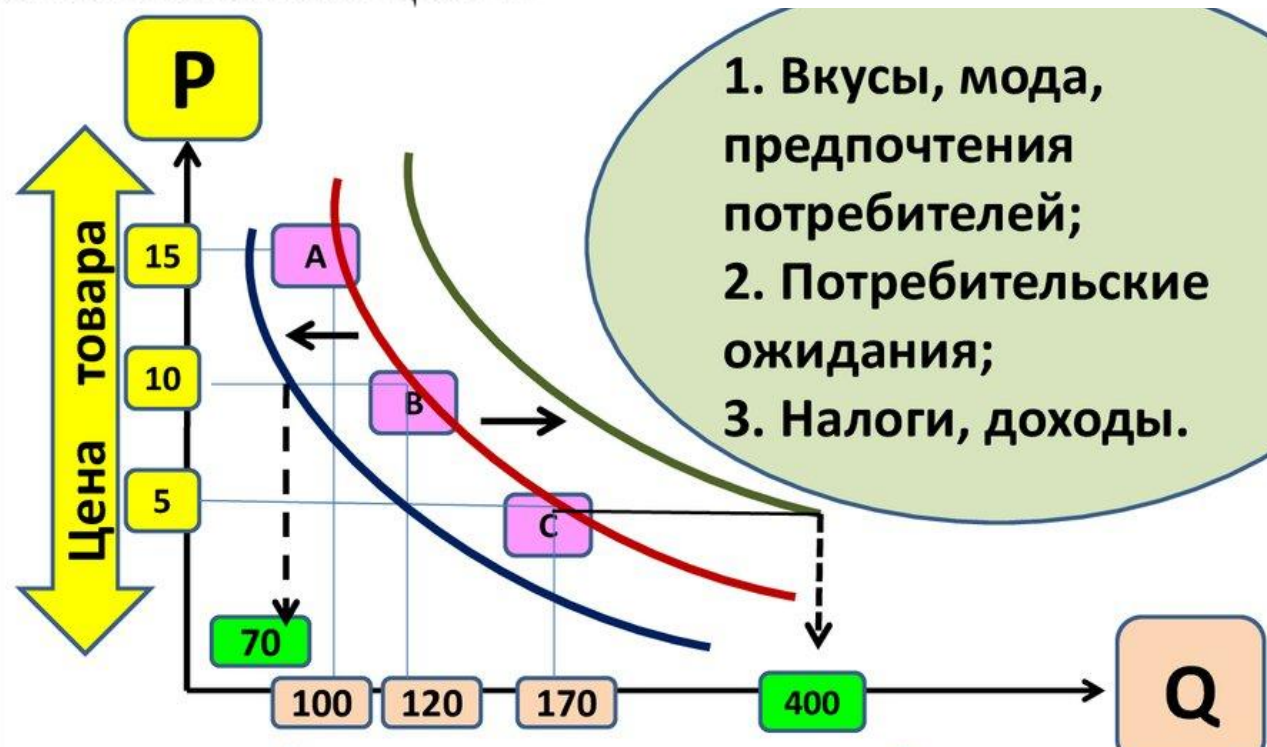 P
1. Вкусы, мода,
предпочтения
потребителей;
2. Потребительские
ожидания;
3. Налоги, доходы.
Цена товара
15
A
10
B
5
C
70
100
120
170
400
Q